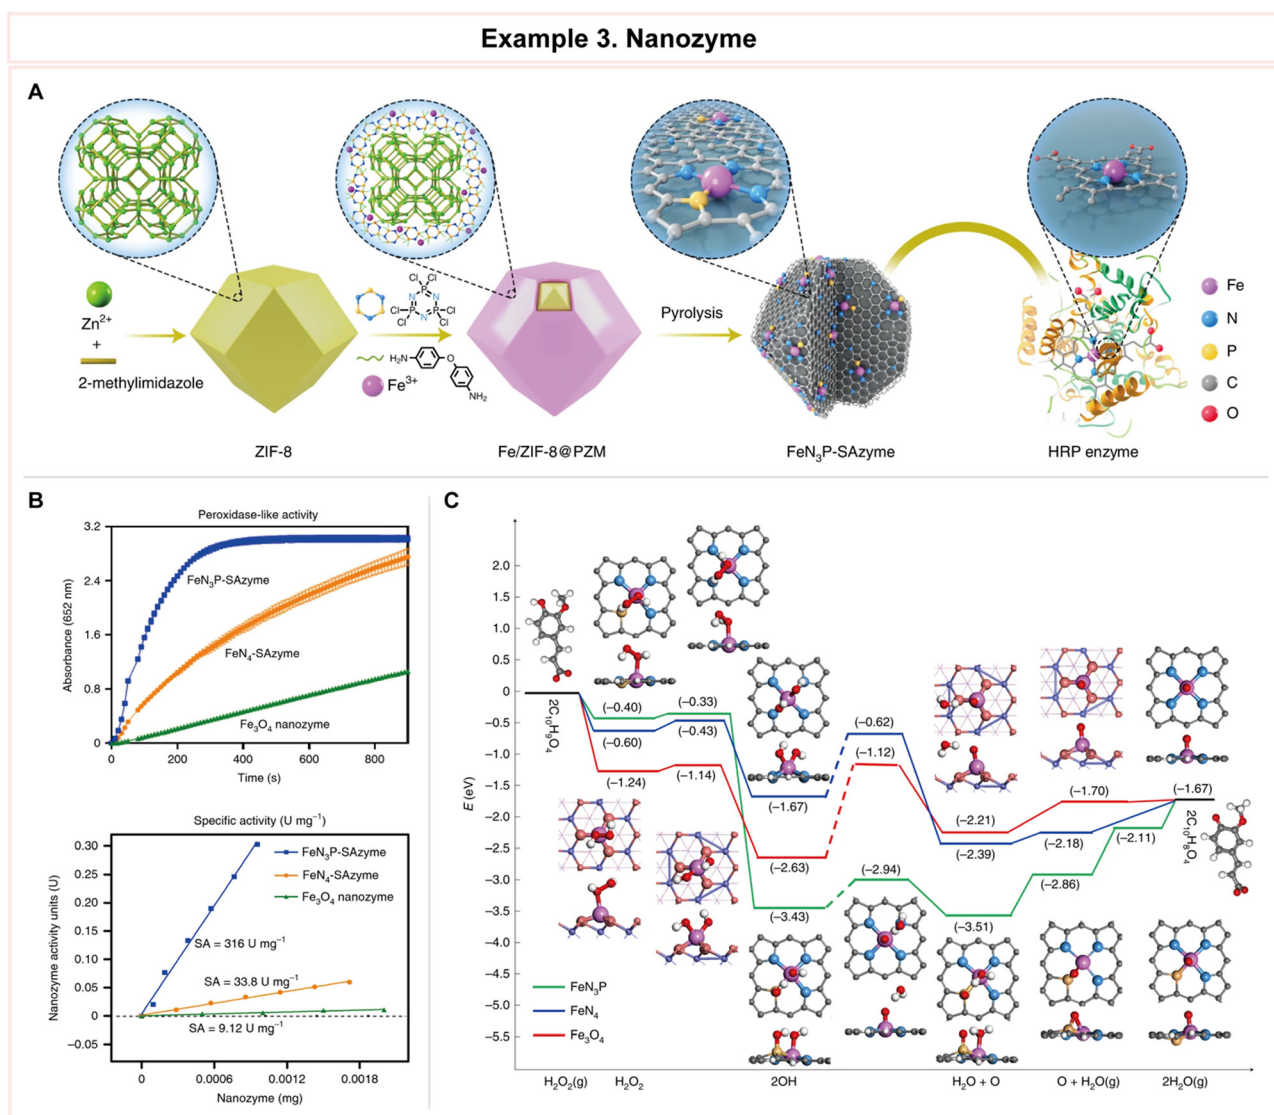 Example 3. Nanozyme
A
Zn²⁺
+
2-methylimidazole
ZIF-8
Cl Cl
P
N N
Cl P P Cl
Cl N Cl
H₂N O
NH₂
Fe³⁺
Fe/ZIF-8@PZM
Pyrolysis
FeN₃P-SAzyme
HRP enzyme
Fe
N
P
C
O
B
Peroxidase-like activity
Absorbance (652 nm)
3.2
2.4
1.6
0.8
0
FeN₃P-SAzyme
FeN₄-SAzyme
Fe₃O₄ nanozyme
0 200 400 600 800
Time (s)
Specific activity (U mg⁻¹)
Nanozyme activity units (U)
0.30
0.25
0.20
0.15
0.10
0.05
0
−0.05
FeN₃P-SAzyme
FeN₄-SAzyme
Fe₃O₄ nanozyme
SA = 316 U mg⁻¹
SA = 33.8 U mg⁻¹
SA = 9.12 U mg⁻¹
0 0.0006 0.0012 0.0018
Nanozyme (mg)
C
E (eV)
2.0
1.5
1.0
0.5
0
−0.5
−1.0
−1.5
−2.0
−2.5
−3.0
−3.5
−4.0
−4.5
−5.0
−5.5
2C₁₀H₉O₄
(−0.40)
(−0.33)
(−0.60)
(−0.43)
(−1.24)
(−1.14)
(−1.67)
(−2.63)
(−3.43)
(−0.62)
(−1.12)
(−2.94)
(−2.21)
(−2.39)
(−3.51)
(−1.70)
(−2.18)
(−2.86)
(−1.67)
(−2.11)
2C₁₀H₈O₄
FeN₃P
FeN₄
Fe₃O₄
H₂O₂(g) H₂O₂ 2OH H₂O + O O + H₂O(g) 2H₂O(g)